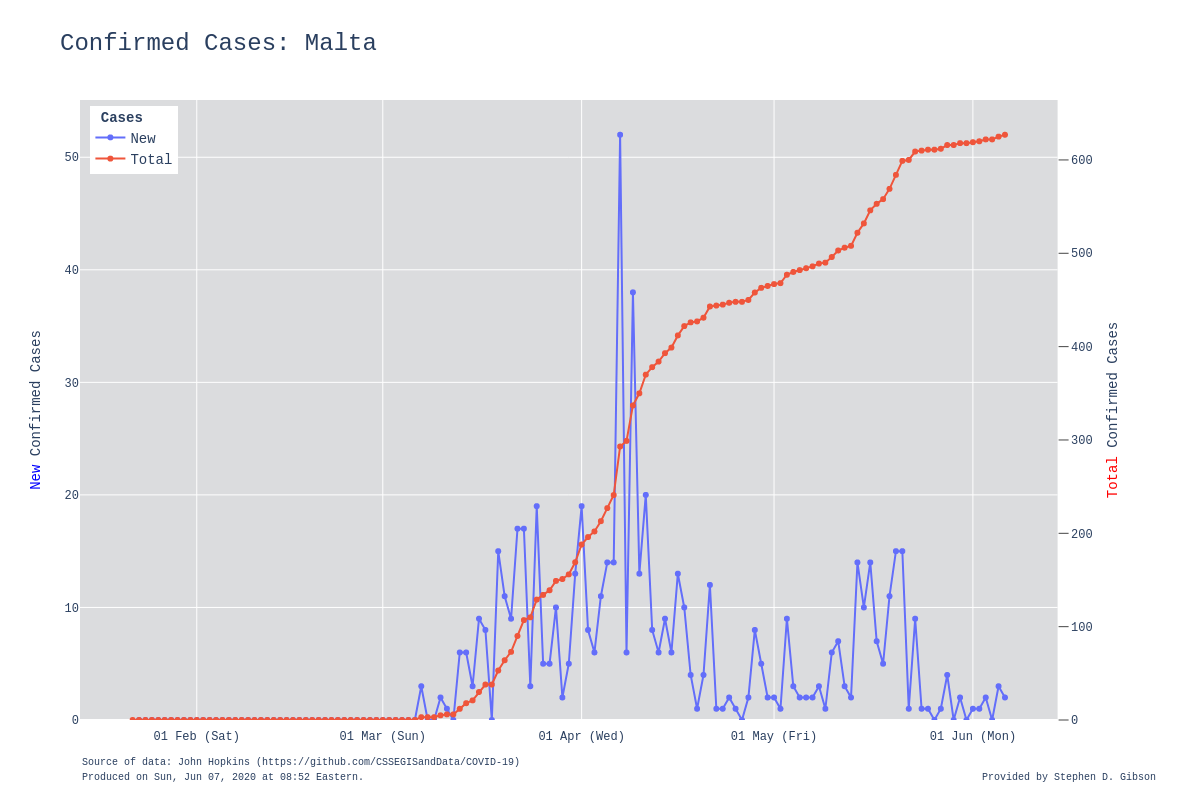 Confirmed Cases: Malta
Cases
New
Total
50
40
30
20
10
0
600
500
400
300
200
100
0
New Confirmed Cases
Total Confirmed Cases
01 Feb (Sat)
01 Mar (Sun)
01 Apr (Wed)
01 May (Fri)
01 Jun (Mon)
Source of data: John Hopkins (https://github.com/CSSEGISandData/COVID-19)
Produced on Sun, Jun 07, 2020 at 08:52 Eastern.
Provided by Stephen D. Gibson